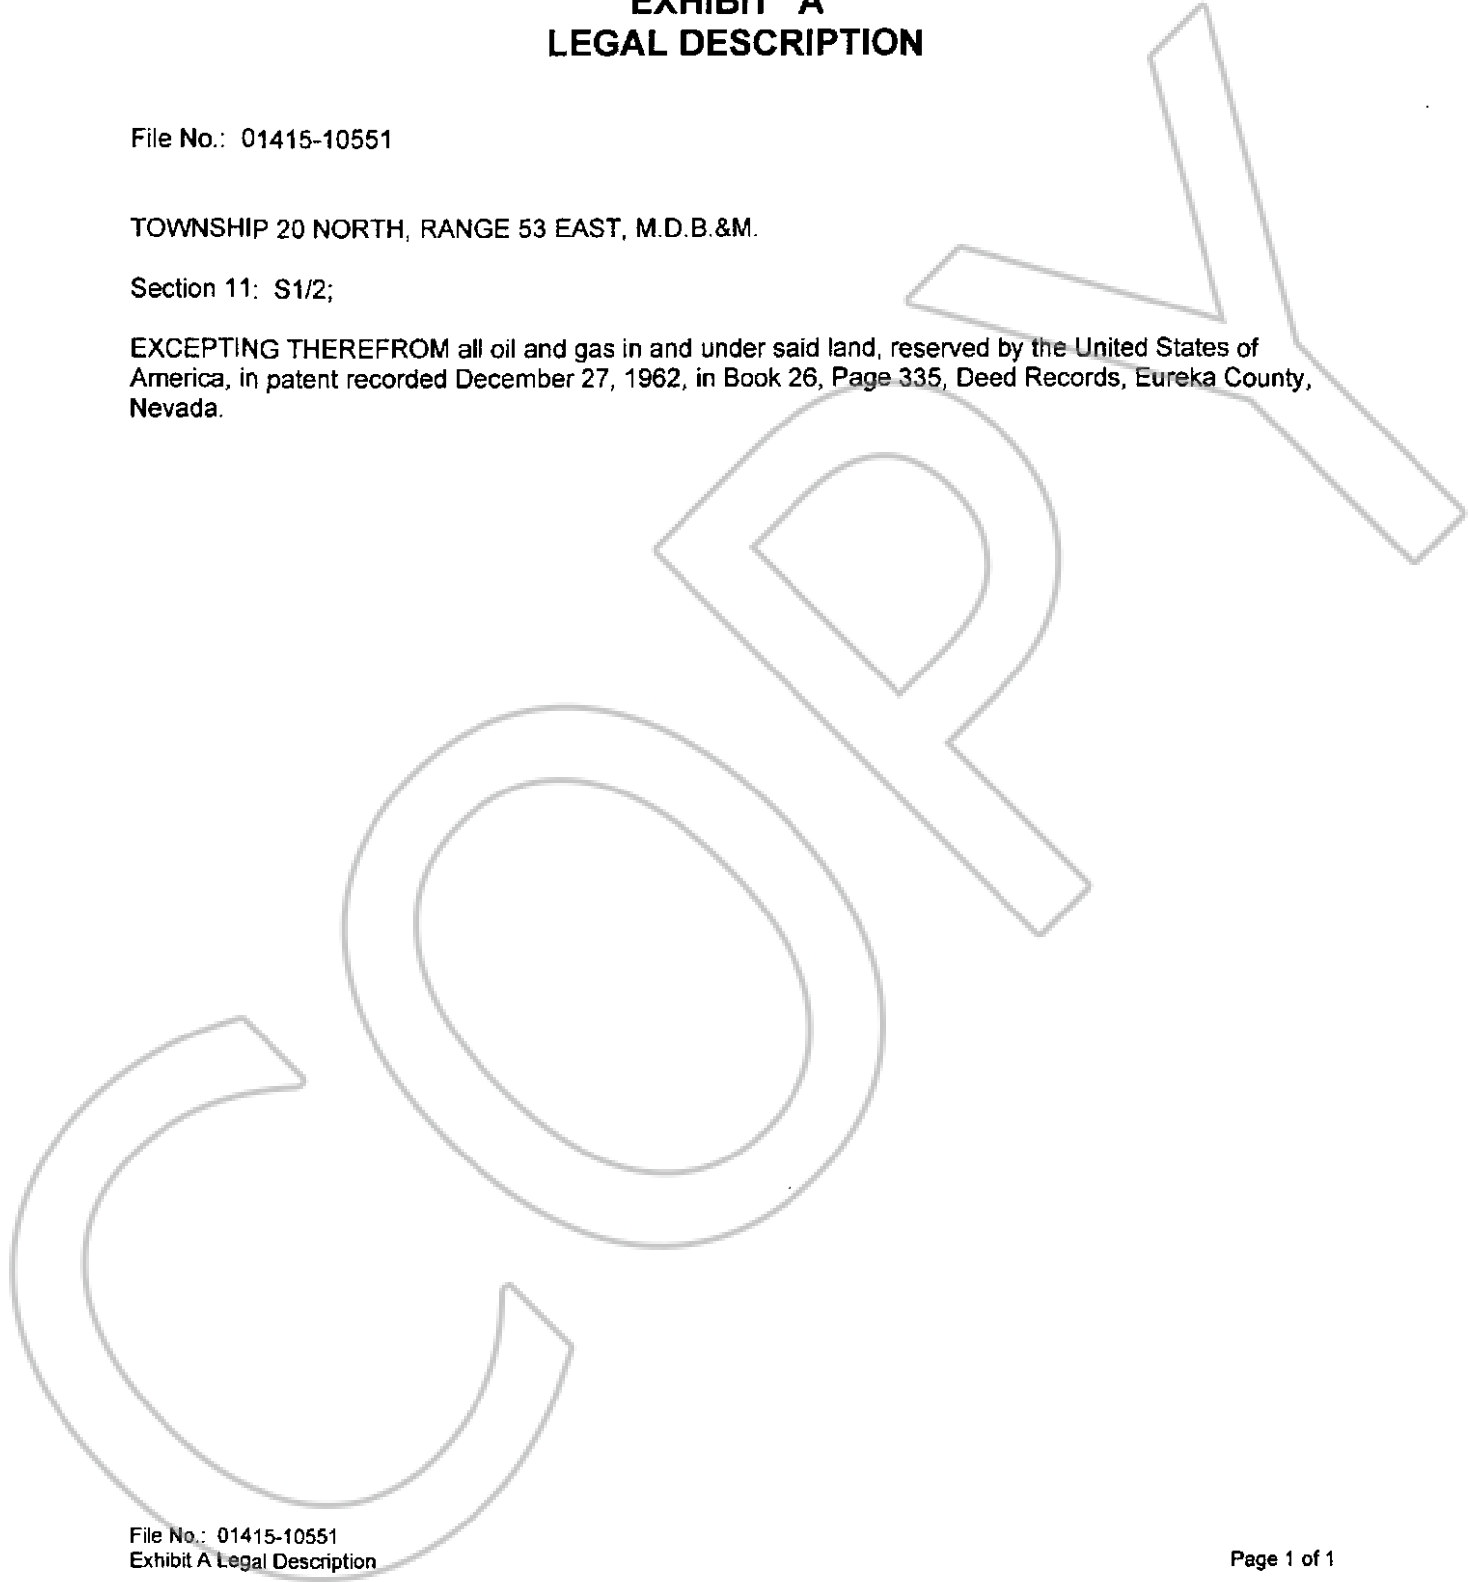 EXHIBIT A
LEGAL DESCRIPTION
File No.: 01415-10551
TOWNSHIP 20 NORTH, RANGE 53 EAST, M.D.B.&M.
Section 11: S1/2;
EXCEPTING THEREFROM all oil and gas in and under said land, reserved by the United States of
America, in patent recorded December 27, 1962, in Book 26, Page 335, Deed Records, Eureka County,
Nevada.
COPY
File No.: 01415-10551
Exhibit A Legal Description
Page 1 of 1